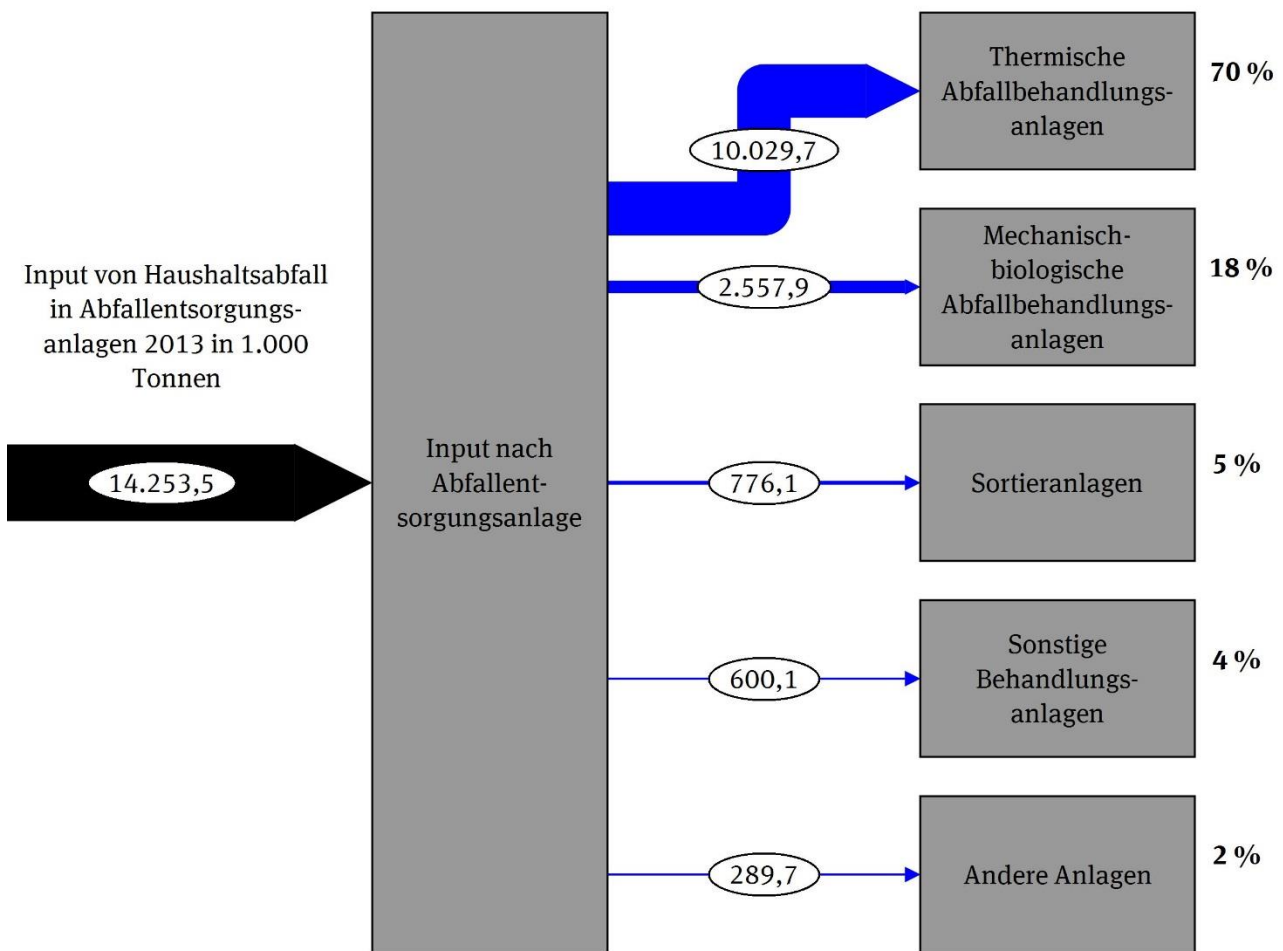 Input von Haushaltsabfall
in Abfallentsorgungs-
anlagen 2013 in 1.000
Tonnen
14.253,5
Input nach
Abfallent-
sorgungsanlage
10.029,7
Thermische
Abfallbehandlungs-
anlagen
70 %
2.557,9
Mechanisch-
biologische
Abfallbehandlungs-
anlagen
18 %
776,1
Sortieranlagen
5 %
600,1
Sonstige
Behandlungs-
anlagen
4 %
289,7
Andere Anlagen
2 %